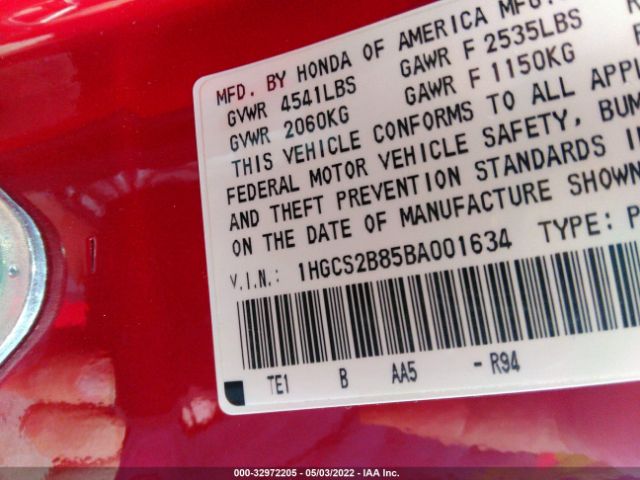 MFD. BY HONDA OF AMERICA MFG.
GVWR 4541LBS GAWR F 2535LBS
GVWR 2060KG GAWR F 1150KG
THIS VEHICLE CONFORMS TO ALL APPL
FEDERAL MOTOR VEHICLE SAFETY, BUM
AND THEFT PREVENTION STANDARDS I
ON THE DATE OF MANUFACTURE SHOWN
V.I.N.: 1HGCS2B85BA001634 TYPE: P
TE1 B AA5 - R94
000-32972205 - 05/03/2022 - IAA Inc.